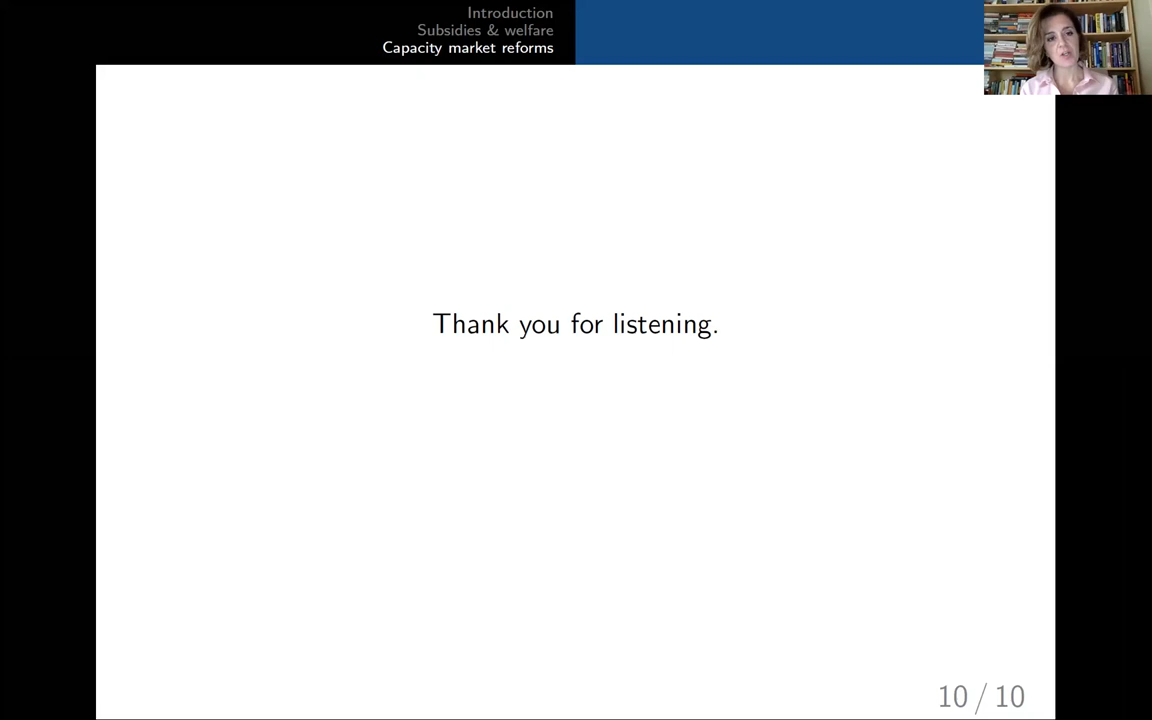 Introduction
Subsidies & welfare
Capacity market reforms
Thank you for listening.
10 / 10